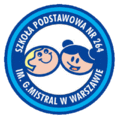 SZKOŁA PODSTAWOWA NR 264
IM. G.MISTRAL W WARSZAWIE